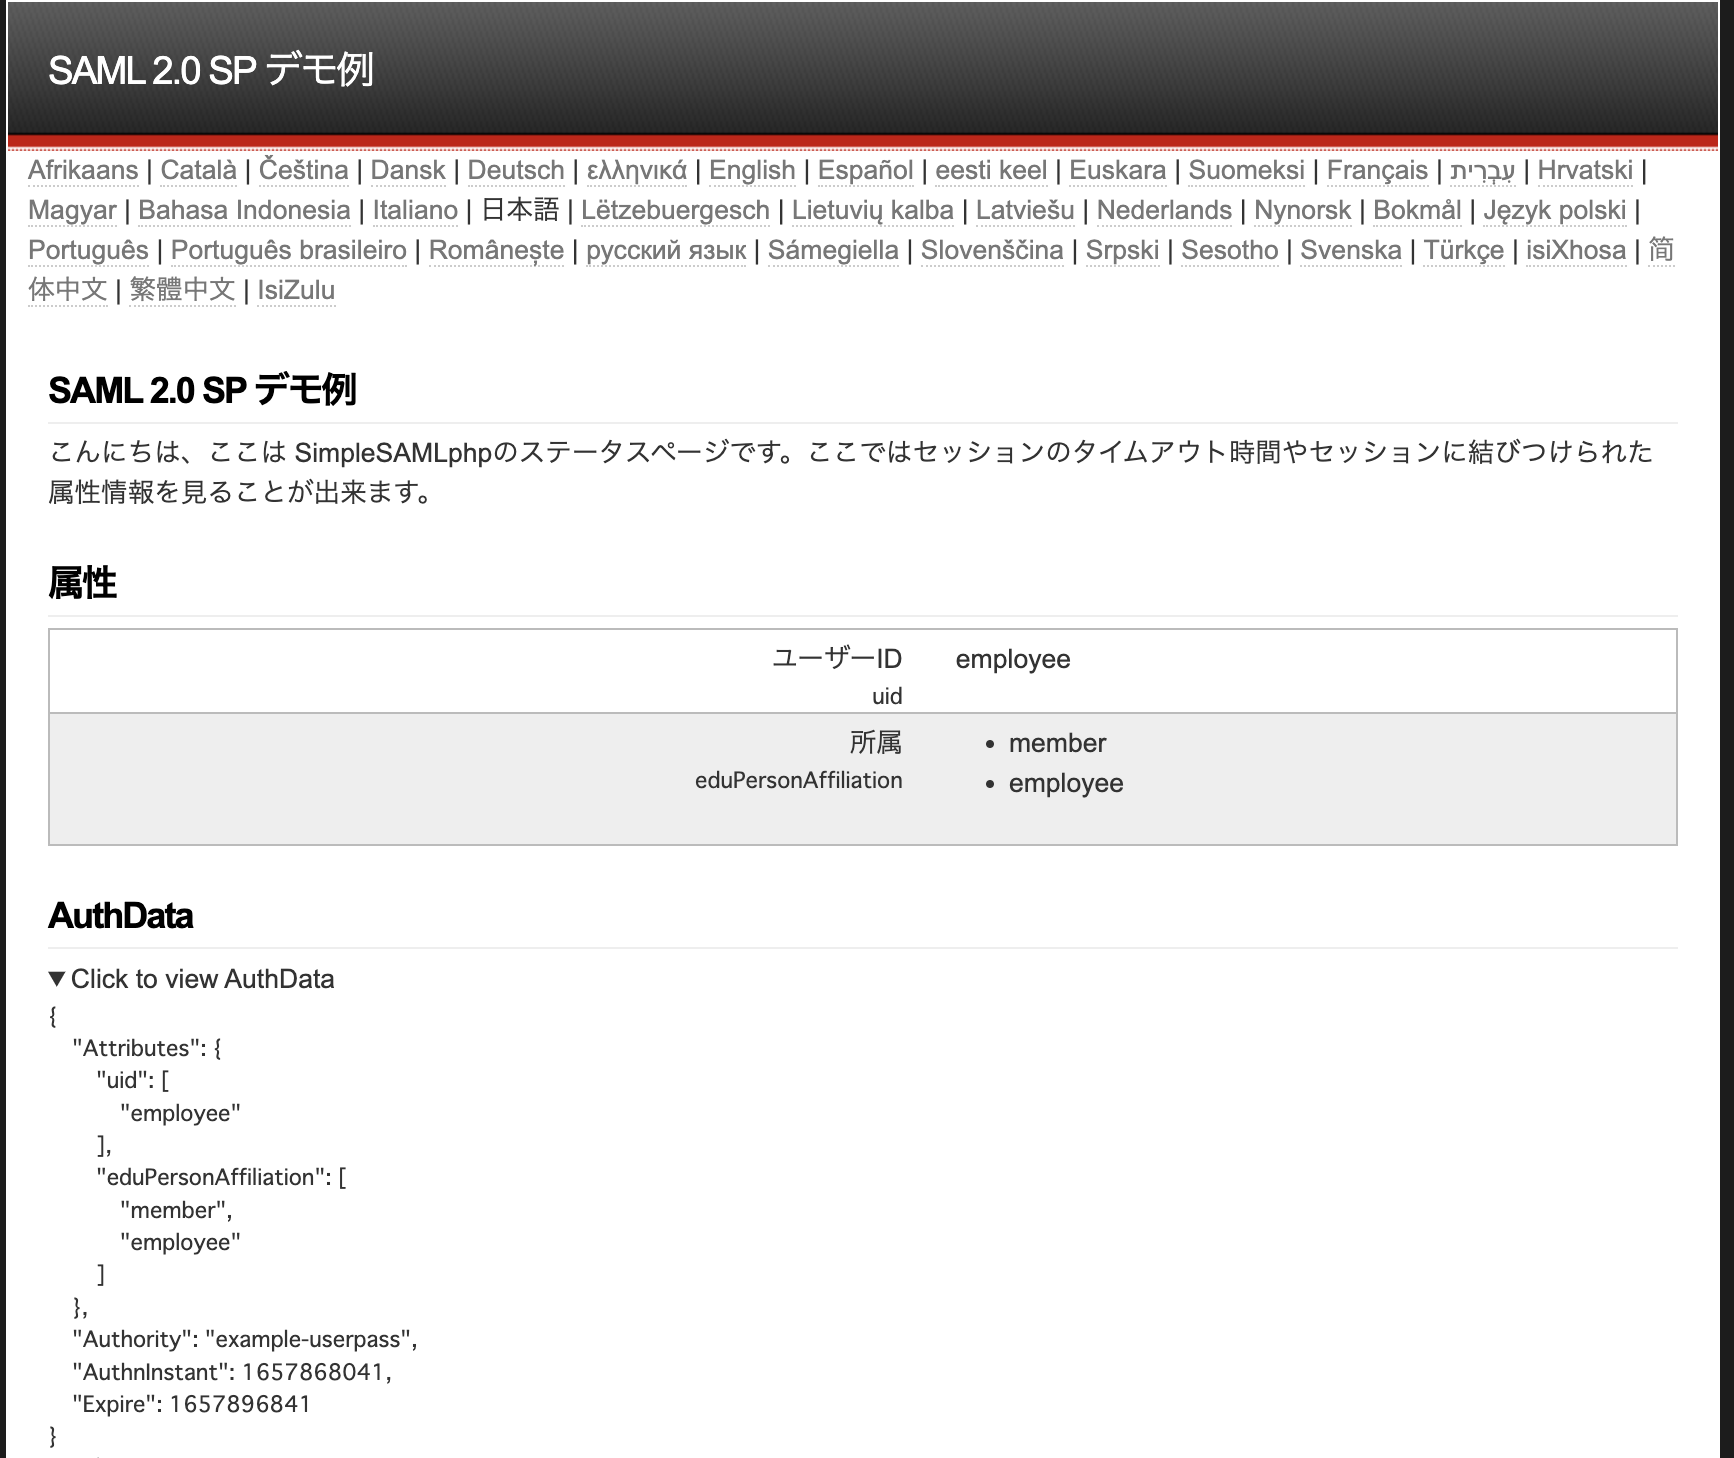 SAML 2.0 SP デモ例
Afrikaans | Català | Čeština | Dansk | Deutsch | ελληνικά | English | Español | eesti keel | Euskara | Suomeksi | Français | עִבְרִית | Hrvatski |
Magyar | Bahasa Indonesia | Italiano | 日本語 | Lëtzebuergesch | Lietuvių kalba | Latviešu | Nederlands | Nynorsk | Bokmål | Język polski |
Português | Português brasileiro | Românește | русский язык | Sámegiella | Slovenščina | Srpski | Sesotho | Svenska | Türkçe | isiXhosa | 简
体中文 | 繁體中文 | IsiZulu
SAML 2.0 SP デモ例
こんにちは、ここは SimpleSAMLphpのステータスページです。ここではセッションのタイムアウト時間やセッションに結びつけられた
属性情報を見ることが出来ます。
属性
ユーザーID employee
uid
所属 • member
eduPersonAffiliation • employee
AuthData
▼ Click to view AuthData
{
"Attributes": {
"uid": [
"employee"
],
"eduPersonAffiliation": [
"member",
"employee"
]
},
"Authority": "example-userpass",
"AuthnInstant": 1657868041,
"Expire": 1657896841
}